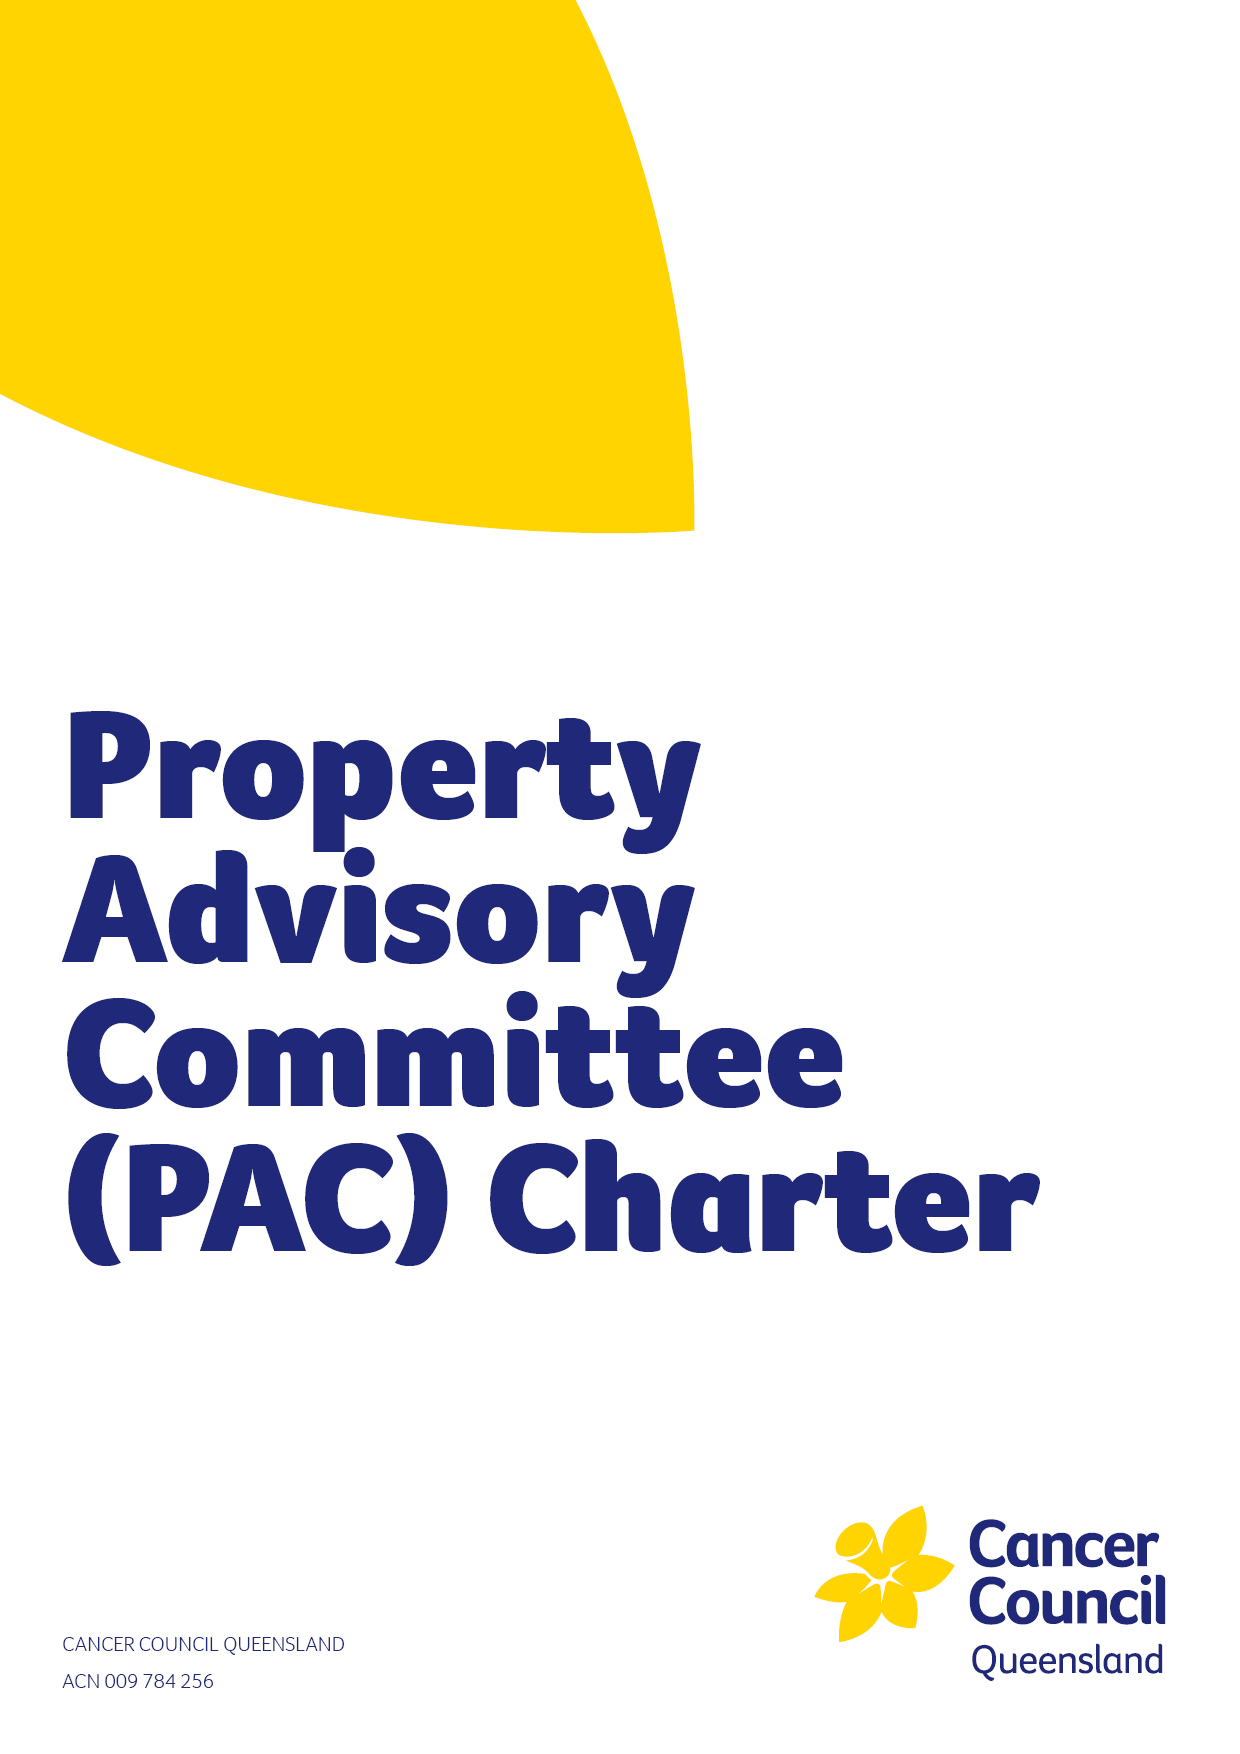 Property
Advisory
Committee
(PAC) Charter
Cancer
Council
Queensland
CANCER COUNCIL QUEENSLAND
ACN 009 784 256